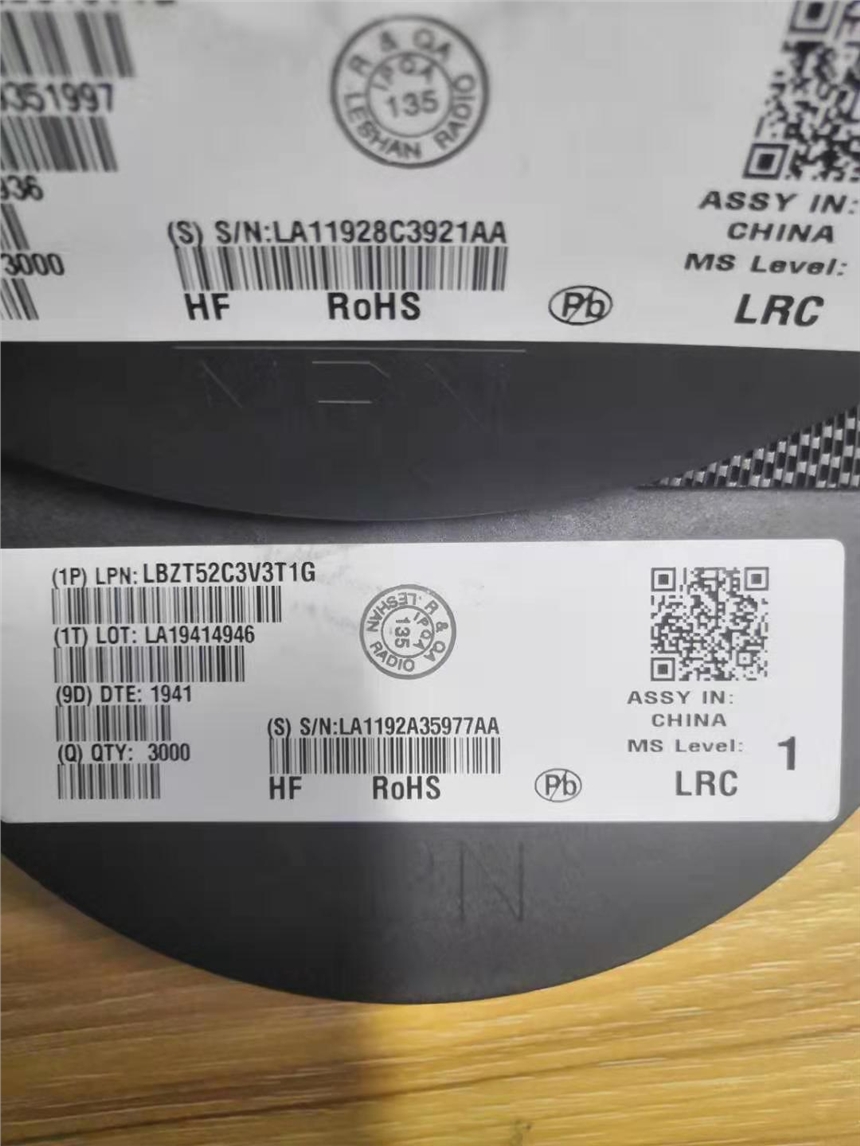 351997
936
3000
R & QA
IPQA
135
LESHAN RADIO
(S) S/N:LA11928C3921AA
HF RoHS Pb
ASSY IN:
CHINA
MS Level:
LRC
(1P) LPN: LBZT52C3V3T1G
(1T) LOT: LA19414946
(9D) DTE: 1941
(Q) QTY: 3000
R & QA
IPQA
135
LESHAN RADIO
(S) S/N:LA1192A35977AA
HF RoHS Pb
ASSY IN:
CHINA
MS Level: 1
LRC